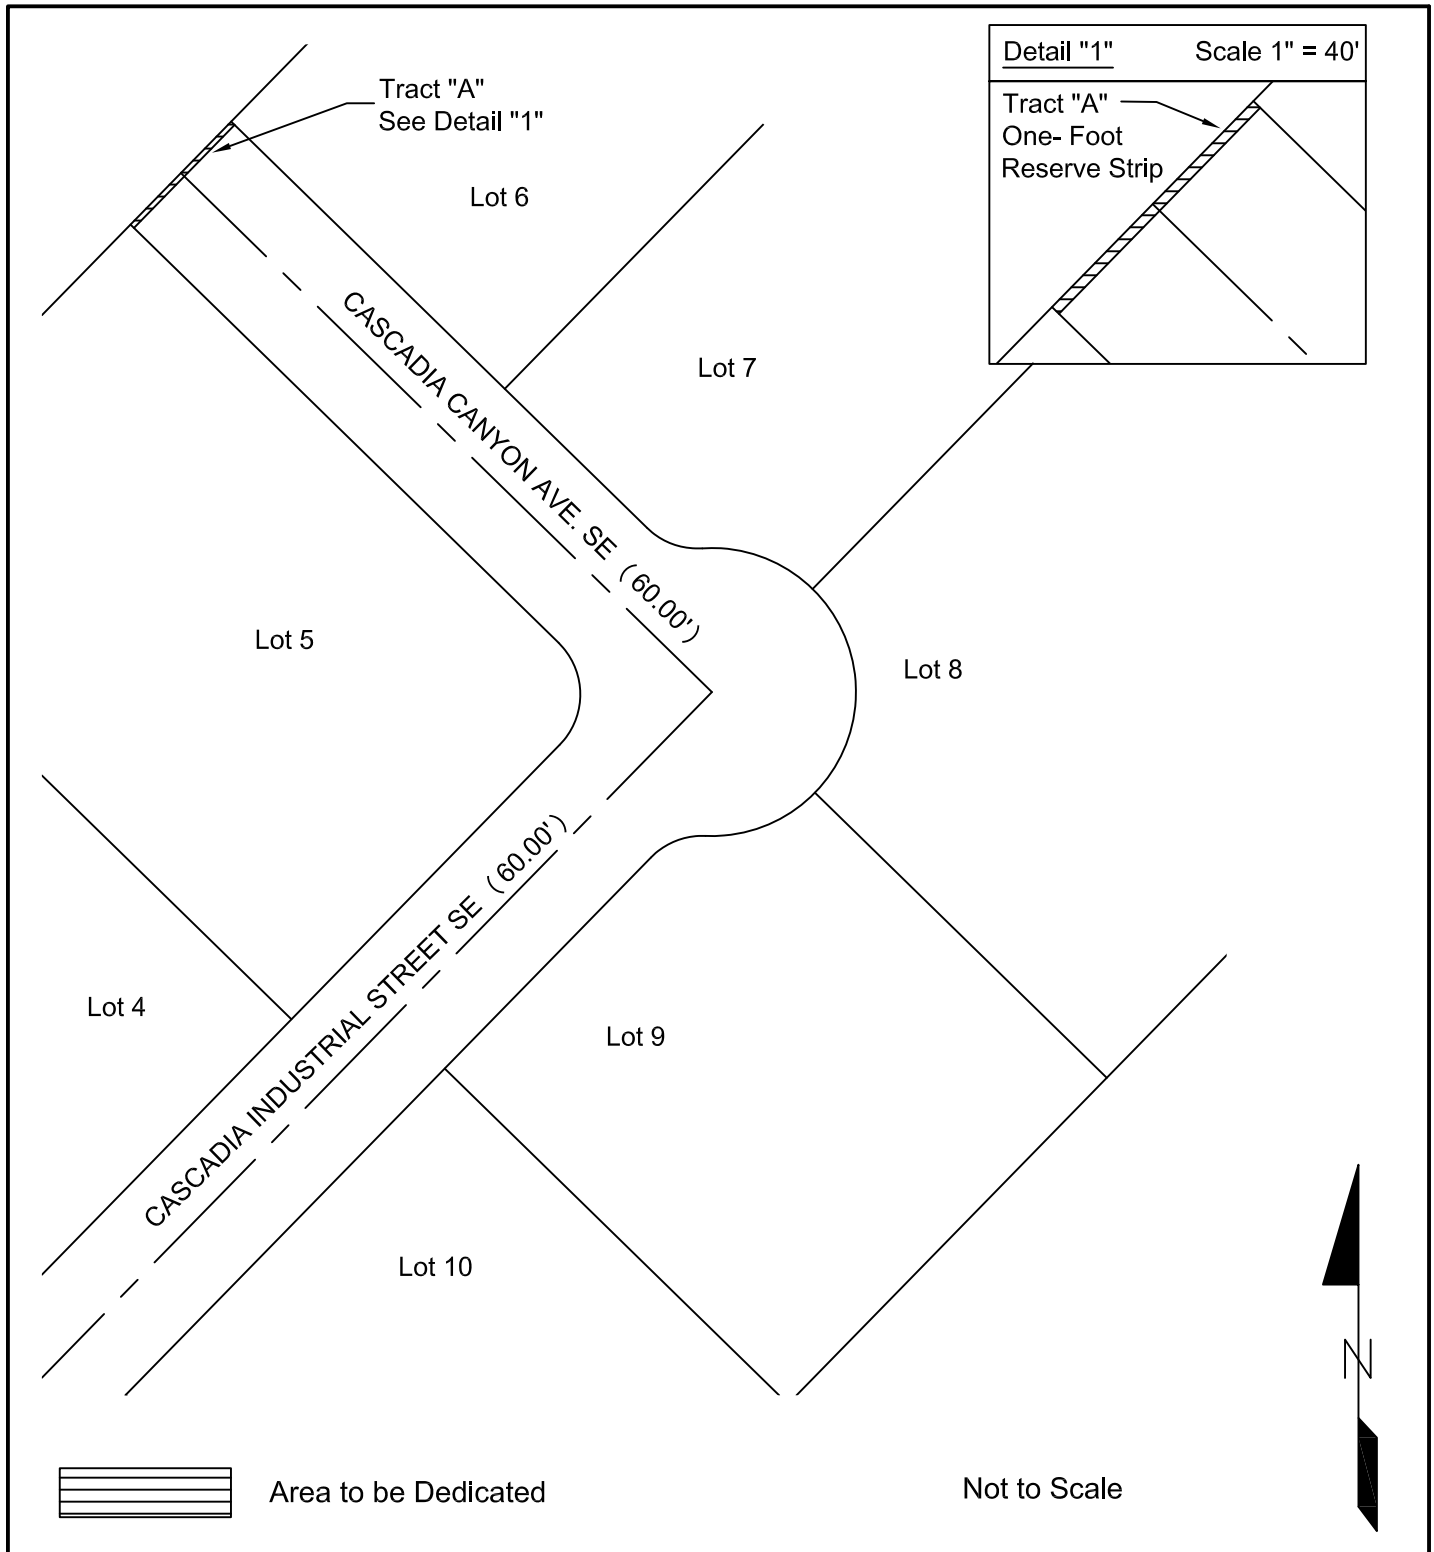 Detail "1" Scale 1" = 40'
Tract "A"
One- Foot
Reserve Strip
Tract "A"
See Detail "1"
Lot 6
Lot 7
CASCADIA CANYON AVE. SE (60.00')
Lot 5
Lot 8
CASCADIA INDUSTRIAL STREET SE (60.00')
Lot 4
Lot 9
Lot 10
N
Area to be Dedicated
Not to Scale